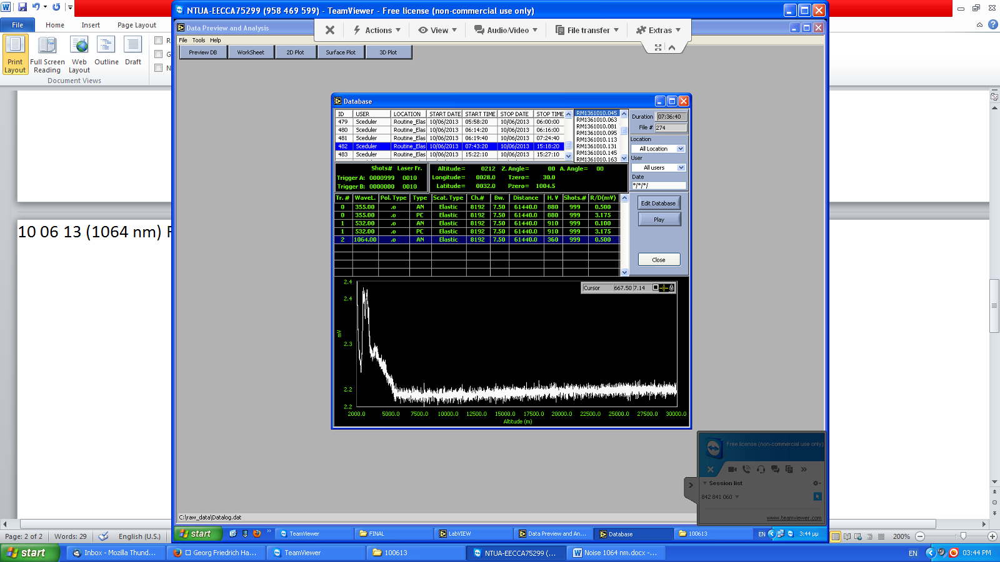 NTUA-EECCA75299 (958 469 599) - TeamViewer - Free license (non-commercial use only)
File Home Insert Page Layout
Print Layout
Full Screen Reading
Web Layout
Outline
Draft
R
G
N
Document Views
Data Preview and Analysis
Actions View Audio/Video File transfer Extras
File Tools Help
Preview DB WorkSheet 2D Plot Surface Plot 3D Plot
10 06 13 (1064 nm) F
Database
ID USER LOCATION START DATE START TIME STOP DATE STOP TIME
479 Sceduler Routine_Elas 10/06/2013 05:58:20 10/06/2013 06:00:00
480 Sceduler Routine_Elas 10/06/2013 06:14:20 10/06/2013 06:16:00
481 Sceduler Routine_Elas 10/06/2013 06:19:40 10/06/2013 07:24:40
482 Sceduler Routine_Elas 10/06/2013 07:43:20 10/06/2013 15:18:20
483 Sceduler Routine_Elas 10/06/2013 15:22:10 10/06/2013 15:27:10
RM1361010.045
RM1361010.063
RM1361010.081
RM1361010.095
RM1361010.113
RM1361010.131
RM1361010.145
RM1361010.163
Duration 07:36:40
File # 274
Location
All Location
User
All users
Date
*/*/*/
Edit Database
Play
Close
Shots# Laser Fr.
Trigger A: 0000999 0010
Trigger B: 0000000 0010
Altitude= 0212 Z. Angle= 00 A. Angle= 00
Longitude= 0028.0 Tzero= 30.0
Latitude= 0032.0 Pzero= 1004.5
Tr. # WaveL. Pol. Type Type Scat. Type Ch.# Bw. Distance H. V Shots.# R/D(mV)
0 355.00 .o AN Elastic 8192 7.50 61440.0 880 999 0.500
0 355.00 .o PC Elastic 8192 7.50 61440.0 880 999 3.175
1 532.00 .o AN Elastic 8192 7.50 61440.0 910 999 0.100
1 532.00 .o PC Elastic 8192 7.50 61440.0 910 999 3.175
2 1064.00 .o AN Elastic 8192 7.50 61440.0 360 999 0.500
Cursor 667.50 7.14
2.4
2.4
mV
2.3
2.2
2.2
2000.0 5000.0 7500.0 10000.0 12500.0 15000.0 17500.0 20000.0 22500.0 25000.0 27500.0 30000.0
Altitude (m)
Free license (non-commercial use only)
Session list
842 841 060
www.teamviewer.com
C:\raw_data\Datalog.dat
start TeamViewer FINAL LabVIEW Data Preview and An... Database 100613 EN 3:44 μμ
Page: 2 of 2 Words: 29 English (U.S.) 200%
start Inbox - Mozilla Thund... Georg Friedrich Ha... TeamViewer 100613 NTUA-EECCA75299 (... Noise 1064 nm.docx -... EN 03:44 PM